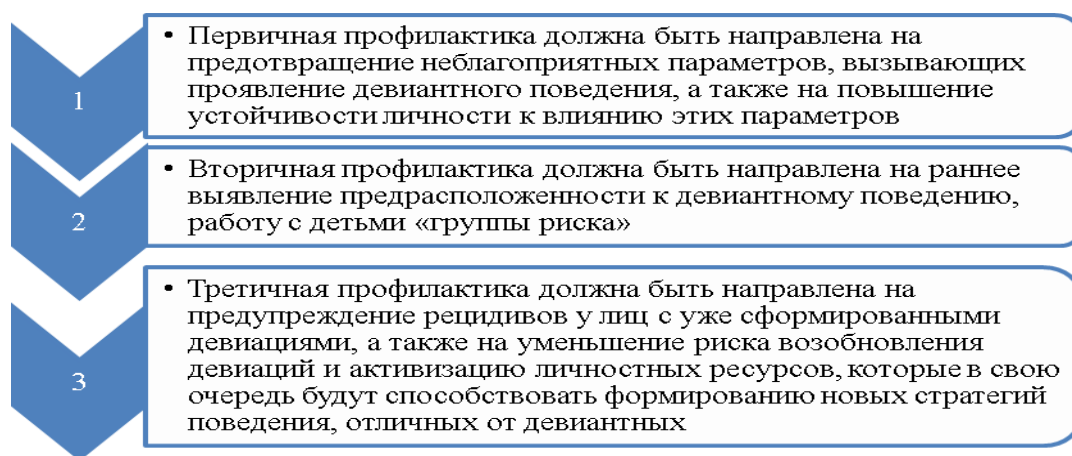 1
• Первичная профилактика должна быть направлена на
предотвращение неблагоприятных параметров, вызывающих
проявление девиантного поведения, а также на повышение
устойчивости личности к влиянию этих параметров
2
• Вторичная профилактика должна быть направлена на раннее
выявление предрасположенности к девиантному поведению,
работу с детьми «группы риска»
3
• Третичная профилактика должна быть направлена на
предупреждение рецидивов у лиц с уже сформированными
девиациями, а также на уменьшение риска возобновления
девиаций и активизацию личностных ресурсов, которые в свою
очередь будут способствовать формированию новых стратегий
поведения, отличных от девиантных